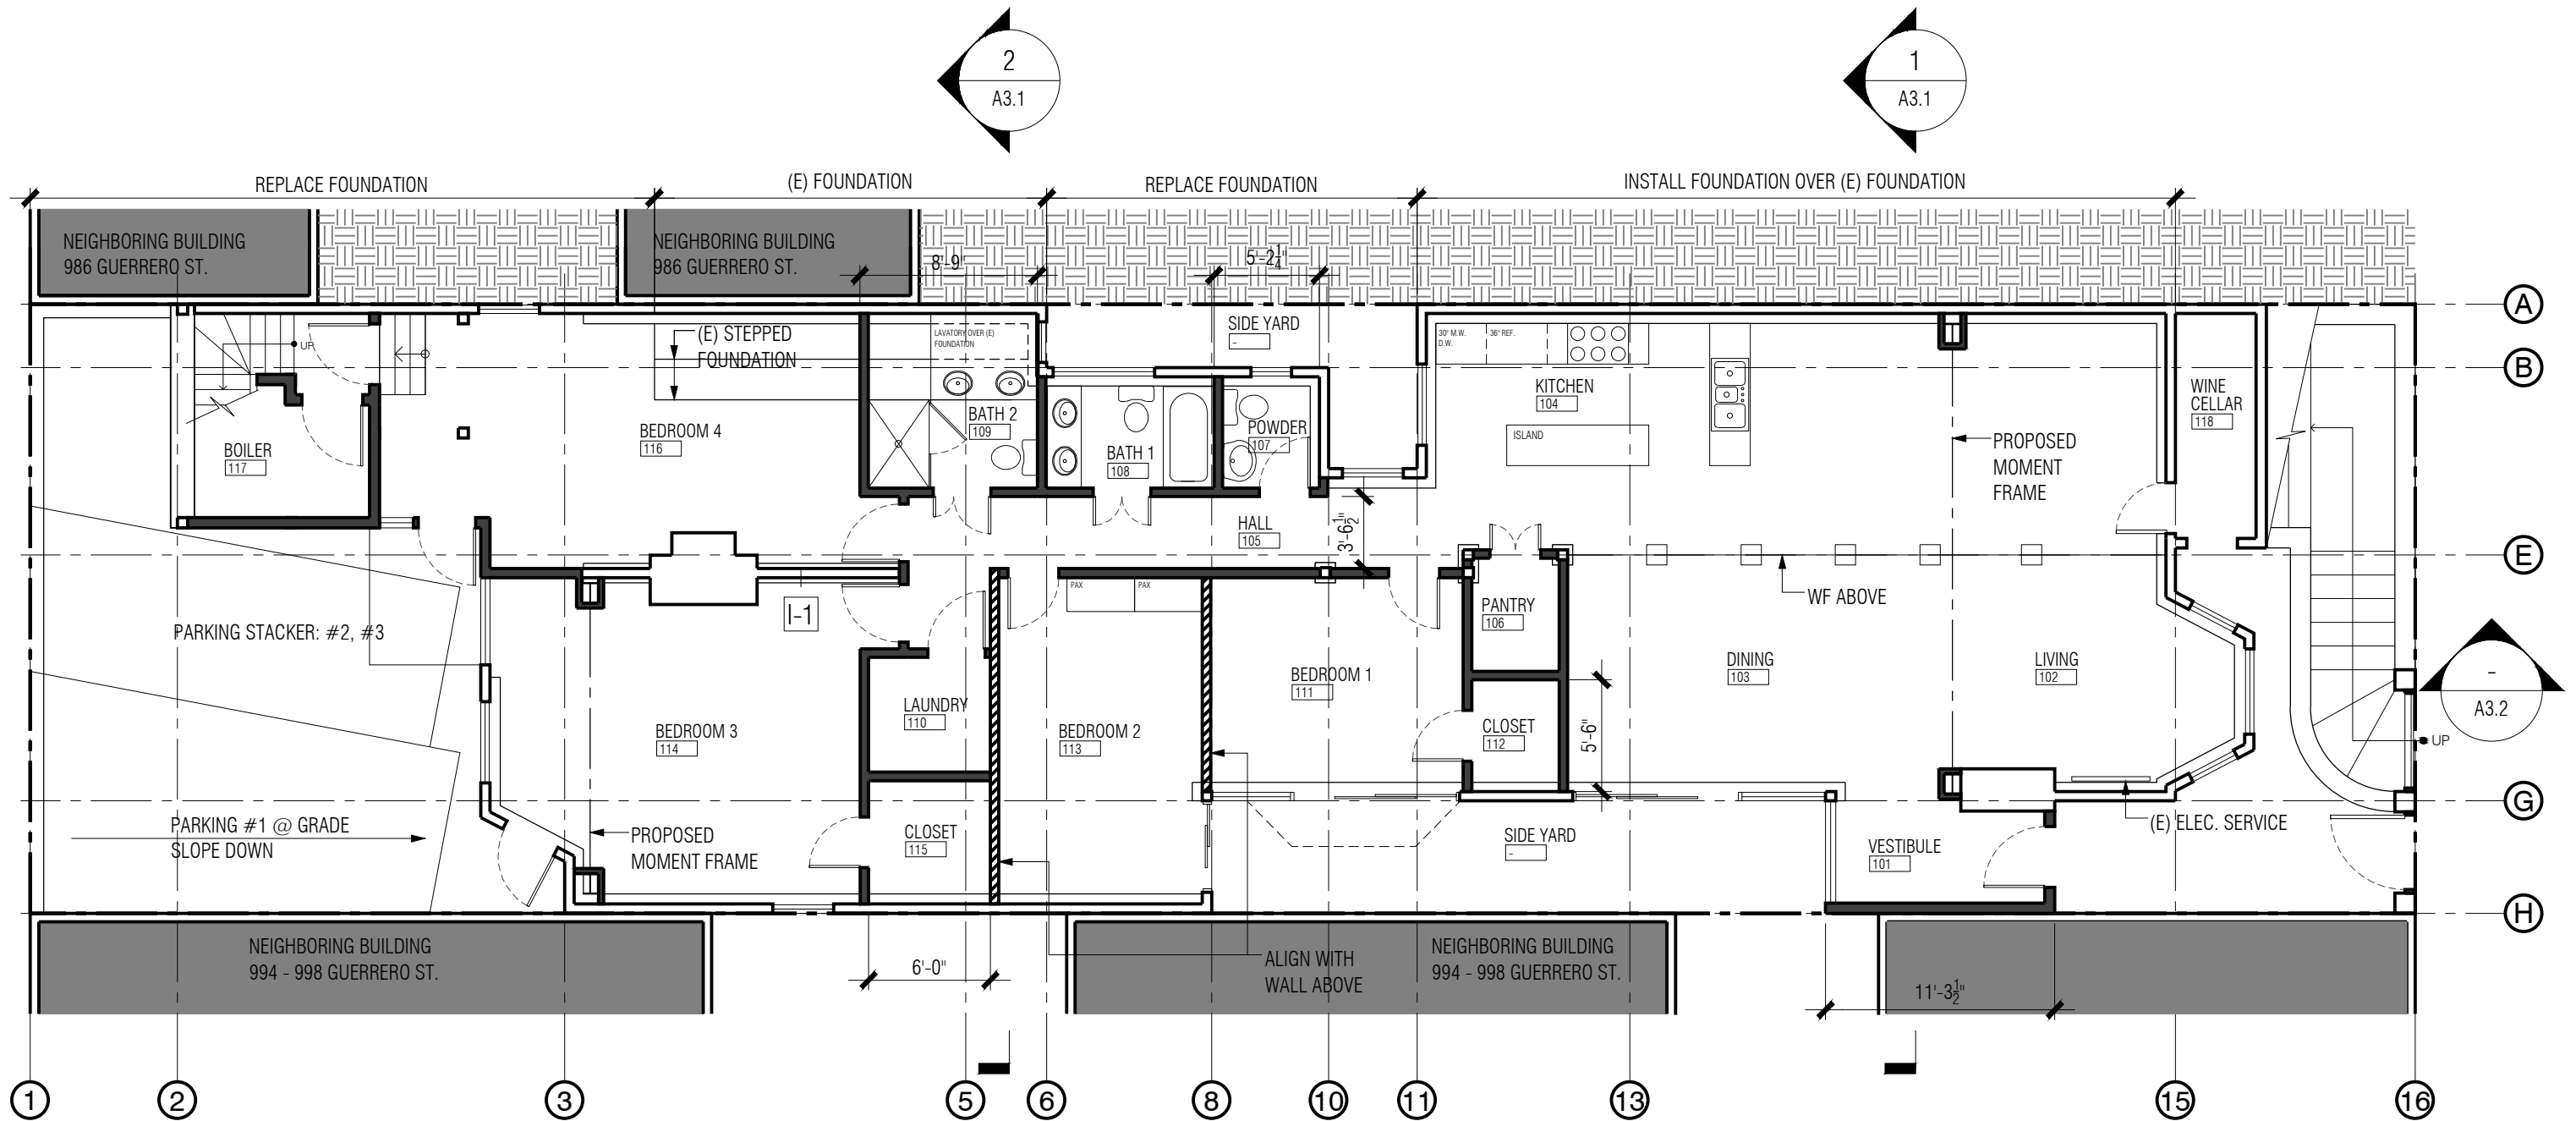 2
A3.1
1
A3.1
REPLACE FOUNDATION
(E) FOUNDATION
REPLACE FOUNDATION
INSTALL FOUNDATION OVER (E) FOUNDATION
NEIGHBORING BUILDING
986 GUERRERO ST.
NEIGHBORING BUILDING
986 GUERRERO ST.
8'-9"
5'-2 1/4"
A
UP
(E) STEPPED
FOUNDATION
LAVATORY OVER (E)
FOUNDATION
SIDE YARD
-
30" M.W.
D.W.
36" REF.
B
KITCHEN
104
WINE
CELLAR
118
BEDROOM 4
116
BATH 2
109
BATH 1
108
POWDER
107
ISLAND
BOILER
117
PROPOSED
MOMENT
FRAME
HALL
105
3'-6 1/2"
E
PAX
PAX
I-1
PANTRY
106
WF ABOVE
PARKING STACKER: #2, #3
BEDROOM 1
111
DINING
103
LIVING
102
-
A3.2
LAUNDRY
110
BEDROOM 3
114
BEDROOM 2
113
CLOSET
112
5'-6"
UP
G
PARKING #1 @ GRADE
SLOPE DOWN
PROPOSED
MOMENT FRAME
CLOSET
115
SIDE YARD
-
VESTIBULE
101
(E) ELEC. SERVICE
H
NEIGHBORING BUILDING
994 - 998 GUERRERO ST.
6'-0"
ALIGN WITH
WALL ABOVE
NEIGHBORING BUILDING
994 - 998 GUERRERO ST.
11'-3 1/2"
1
2
3
5
6
8
10
11
13
15
16